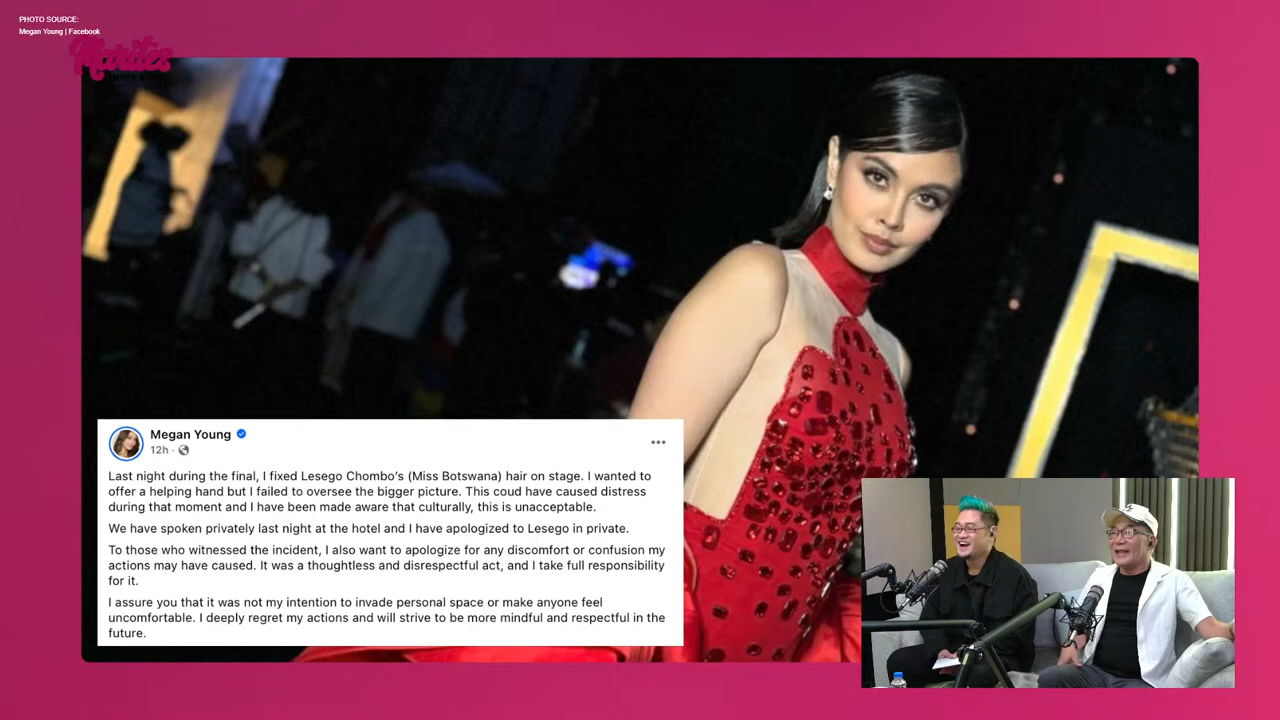 PHOTO SOURCE:
Megan Young | Facebook
Marites
Megan Young
12h
Last night during the final, I fixed Lesego Chombo's (Miss Botswana) hair on stage. I wanted to
offer a helping hand but I failed to oversee the bigger picture. This coud have caused distress
during that moment and I have been made aware that culturally, this is unacceptable.
We have spoken privately last night at the hotel and I have apologized to Lesego in private.
To those who witnessed the incident, I also want to apologize for any discomfort or confusion my
actions may have caused. It was a thoughtless and disrespectful act, and I take full responsibility
for it.
I assure you that it was not my intention to invade personal space or make anyone feel
uncomfortable. I deeply regret my actions and will strive to be more mindful and respectful in the
future.